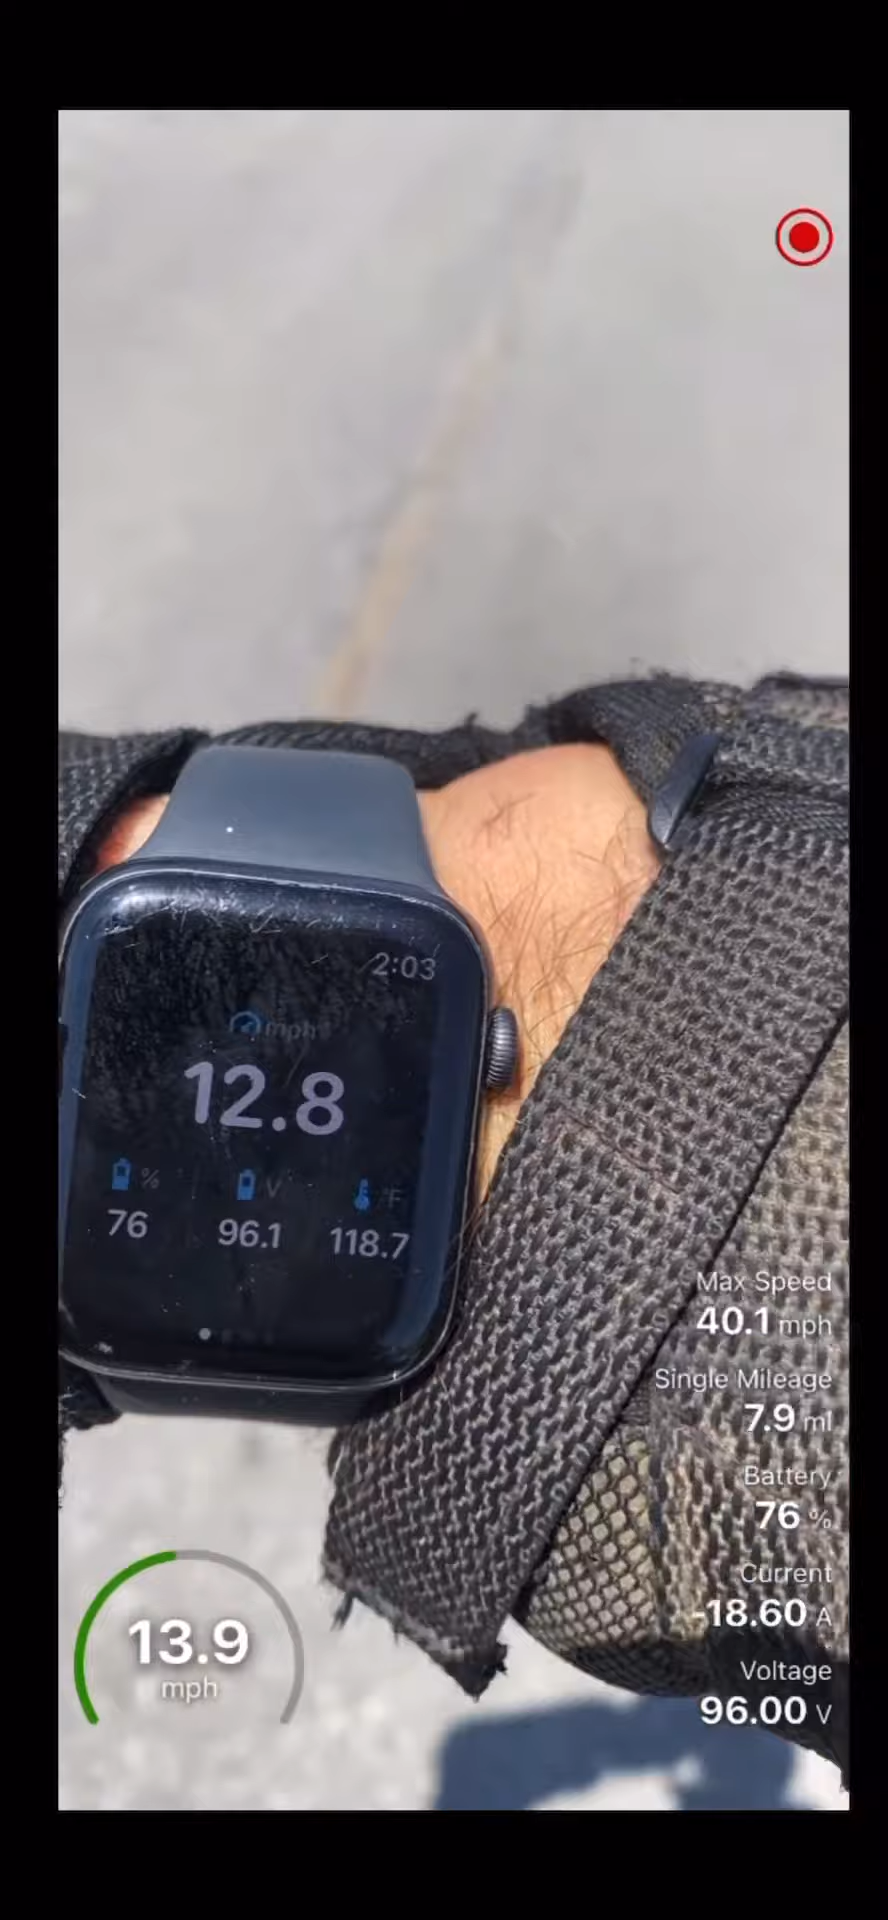 2:03
mph
12.8
% V °F
76 96.1 118.7
Max Speed
40.1 mph
Single Mileage
7.9 mi
Battery
76 %
Current
-18.60 A
Voltage
96.00 V
13.9
mph